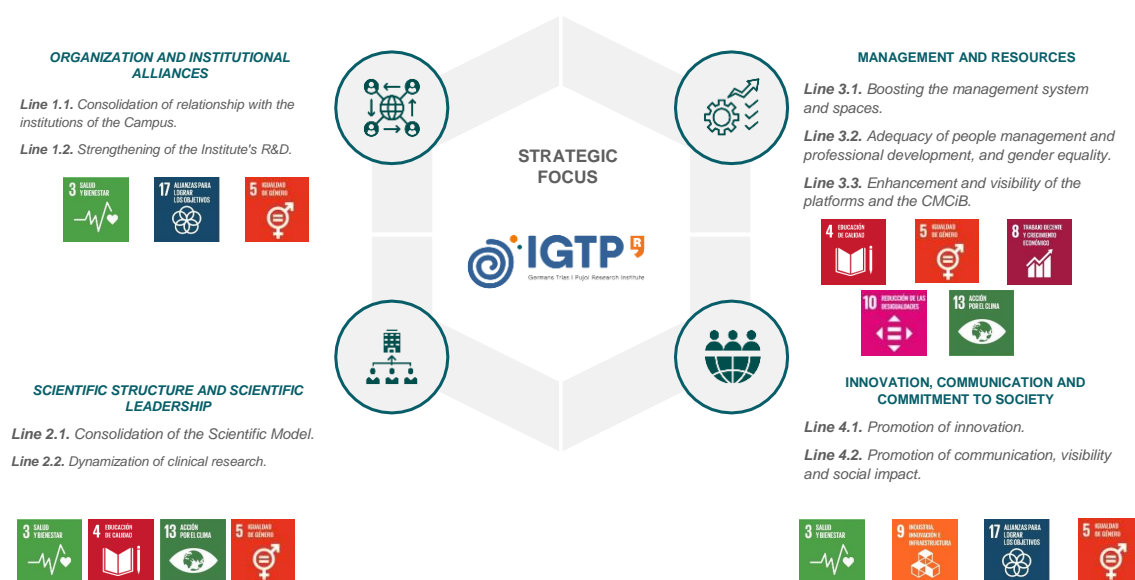 ORGANIZATION AND INSTITUTIONAL
ALLIANCES
Line 1.1. Consolidation of relationship with the
institutions of the Campus.
Line 1.2. Strengthening of the Institute's R&D.
3 SALUD
Y BIENESTAR
17 ALIANZAS PARA
LOGRAR
LOS OBJETIVOS
5 IGUALDAD
DE GÉNERO
STRATEGIC
FOCUS
IGTP R
Germans Trias i Pujol Research Institute
MANAGEMENT AND RESOURCES
Line 3.1. Boosting the management system
and spaces.
Line 3.2. Adequacy of people management and
professional development, and gender equality.
Line 3.3. Enhancement and visibility of the
platforms and the CMCiB.
4 EDUCACIÓN
DE CALIDAD
5 IGUALDAD
DE GÉNERO
8 TRABAJO DECENTE
Y CRECIMIENTO
ECONÓMICO
10 REDUCCIÓN DE LAS
DESIGUALDADES
13 ACCIÓN
POR EL CLIMA
SCIENTIFIC STRUCTURE AND SCIENTIFIC
LEADERSHIP
Line 2.1. Consolidation of the Scientific Model.
Line 2.2. Dynamization of clinical research.
3 SALUD
Y BIENESTAR
4 EDUCACIÓN
DE CALIDAD
13 ACCIÓN
POR EL CLIMA
5 IGUALDAD
DE GÉNERO
INNOVATION, COMMUNICATION AND
COMMITMENT TO SOCIETY
Line 4.1. Promotion of innovation.
Line 4.2. Promotion of communication, visibility
and social impact.
3 SALUD
Y BIENESTAR
9 INDUSTRIA,
INNOVACIÓN E
INFRAESTRUCTURA
17 ALIANZAS PARA
LOGRAR
LOS OBJETIVOS
5 IGUALDAD
DE GÉNERO